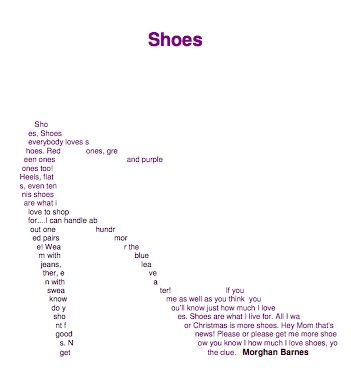 Shoes
Sho
es, Shoes
everybody loves s
hoes. Red ones, gre
een ones and purple
ones too!
Heels, flat
s, even ten
nis shoes
are what i
love to shop
for....I can handle ab
out one hundr
ed pairs mor
e! Wea r the
m with blue
jeans, lea
ther, e ve
n with a
swea ter! If you
know me as well as you think you
do y ou'll know just how much I love
sho es. Shoes are what I live for. All I wa
nt f or Christmas is more shoes. Hey Mom that's
good news! Please or please get me more shoe
s. N ow you know how much I love shoes, yo
get the clue. Morghan Barnes